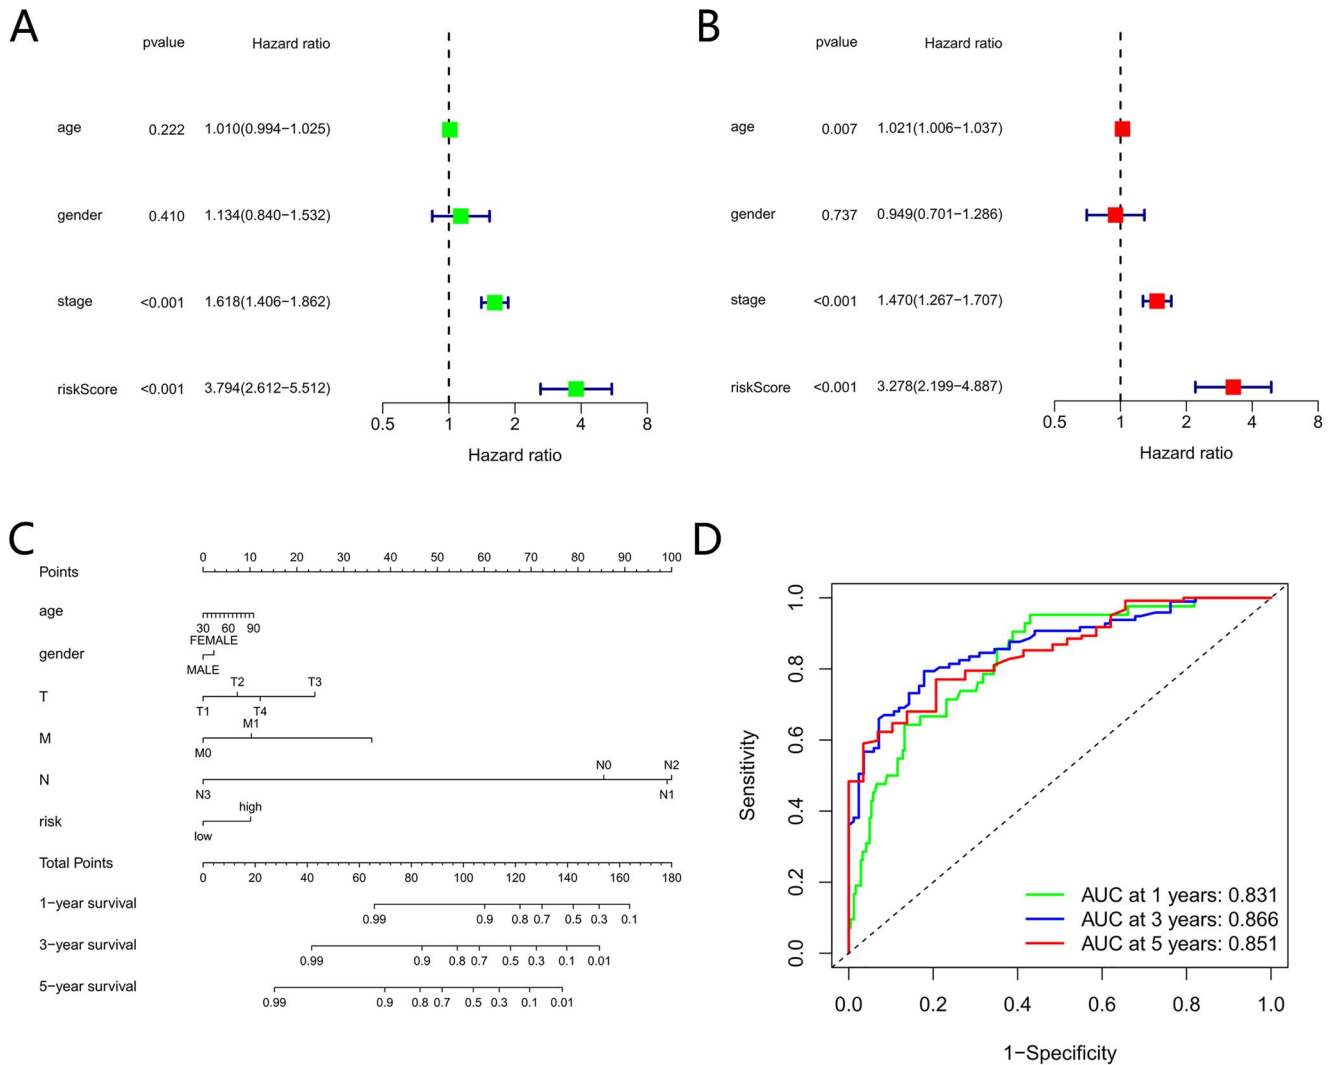 A
pvalue Hazard ratio
age 0.222 1.010(0.994−1.025)
gender 0.410 1.134(0.840−1.532)
stage <0.001 1.618(1.406−1.862)
riskScore <0.001 3.794(2.612−5.512)
0.5 1 2 4 8
Hazard ratio
B
pvalue Hazard ratio
age 0.007 1.021(1.006−1.037)
gender 0.737 0.949(0.701−1.286)
stage <0.001 1.470(1.267−1.707)
riskScore <0.001 3.278(2.199−4.887)
0.5 1 2 4 8
Hazard ratio
C
0 10 20 30 40 50 60 70 80 90 100
Points
age
30 60 90
FEMALE
gender
MALE
T2 T3
T
T1 T4
M1
M
M0
N0 N2
N
N3 N1
high
risk
low
Total Points
0 20 40 60 80 100 120 140 160 180
1−year survival
0.99 0.9 0.8 0.7 0.5 0.3 0.1
3−year survival
0.99 0.9 0.8 0.7 0.5 0.3 0.1 0.01
5−year survival
0.99 0.9 0.8 0.7 0.5 0.3 0.1 0.01
D
1.0
0.8
0.6
0.4
0.2
0.0
Sensitivity
AUC at 1 years: 0.831
AUC at 3 years: 0.866
AUC at 5 years: 0.851
0.0 0.2 0.4 0.6 0.8 1.0
1−Specificity